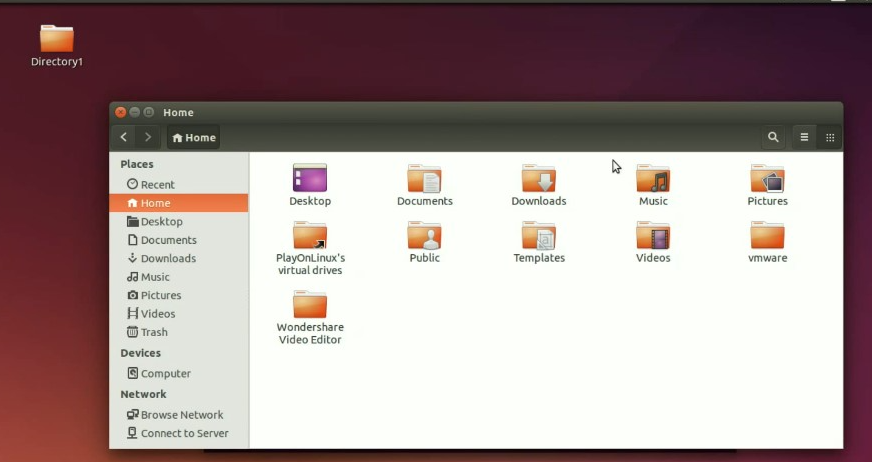 Directory1
Home
Home
Places
Recent
Home
Desktop
Documents
Downloads
Music
Pictures
Videos
Trash
Devices
Computer
Network
Browse Network
Connect to Server
Desktop
Documents
Downloads
Music
Pictures
PlayOnLinux's
virtual drives
Public
Templates
Videos
vmware
Wondershare
Video Editor